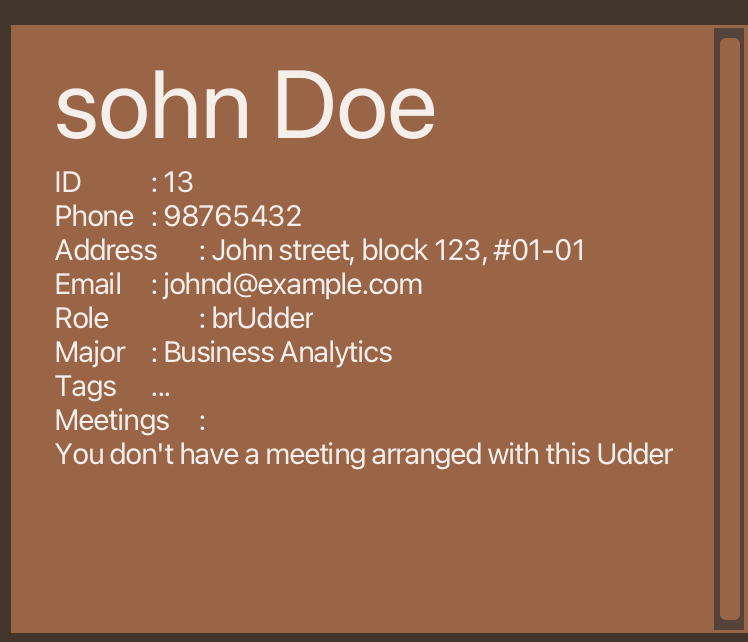 sohn Doe
ID : 13
Phone : 98765432
Address : John street, block 123, #01-01
Email : johnd@example.com
Role : brUdder
Major : Business Analytics
Tags ...
Meetings :
You don't have a meeting arranged with this Udder